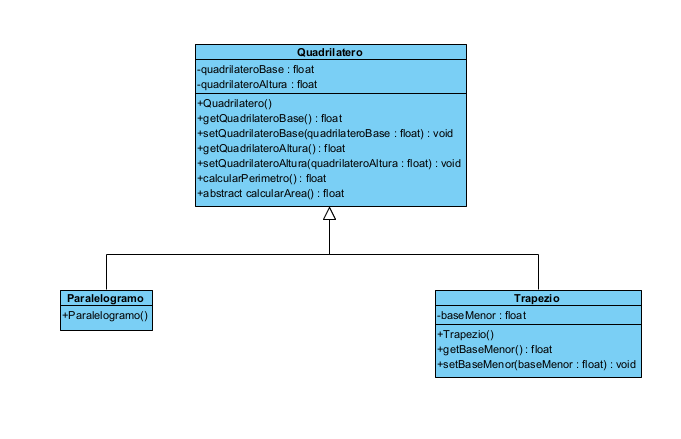 Quadrilatero
-quadrilateroBase : float
-quadrilateroAltura : float
+Quadrilatero()
+getQuadrilateroBase() : float
+setQuadrilateroBase(quadrilateroBase : float) : void
+getQuadrilateroAltura() : float
+setQuadrilateroAltura(quadrilateroAltura : float) : void
+calcularPerimetro() : float
+abstract calcularArea() : float
Paralelogramo
+Paralelogramo()
Trapezio
-baseMenor : float
+Trapezio()
+getBaseMenor() : float
+setBaseMenor(baseMenor : float) : void